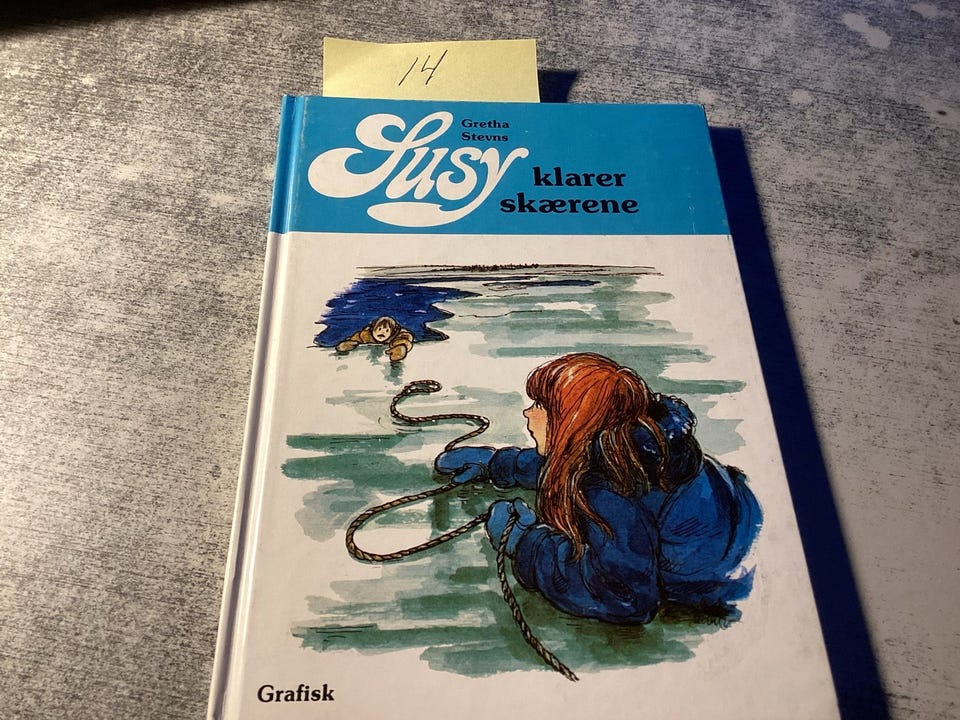 14
Gretha
Stevns
Susy
klarer
skærene
Grafisk